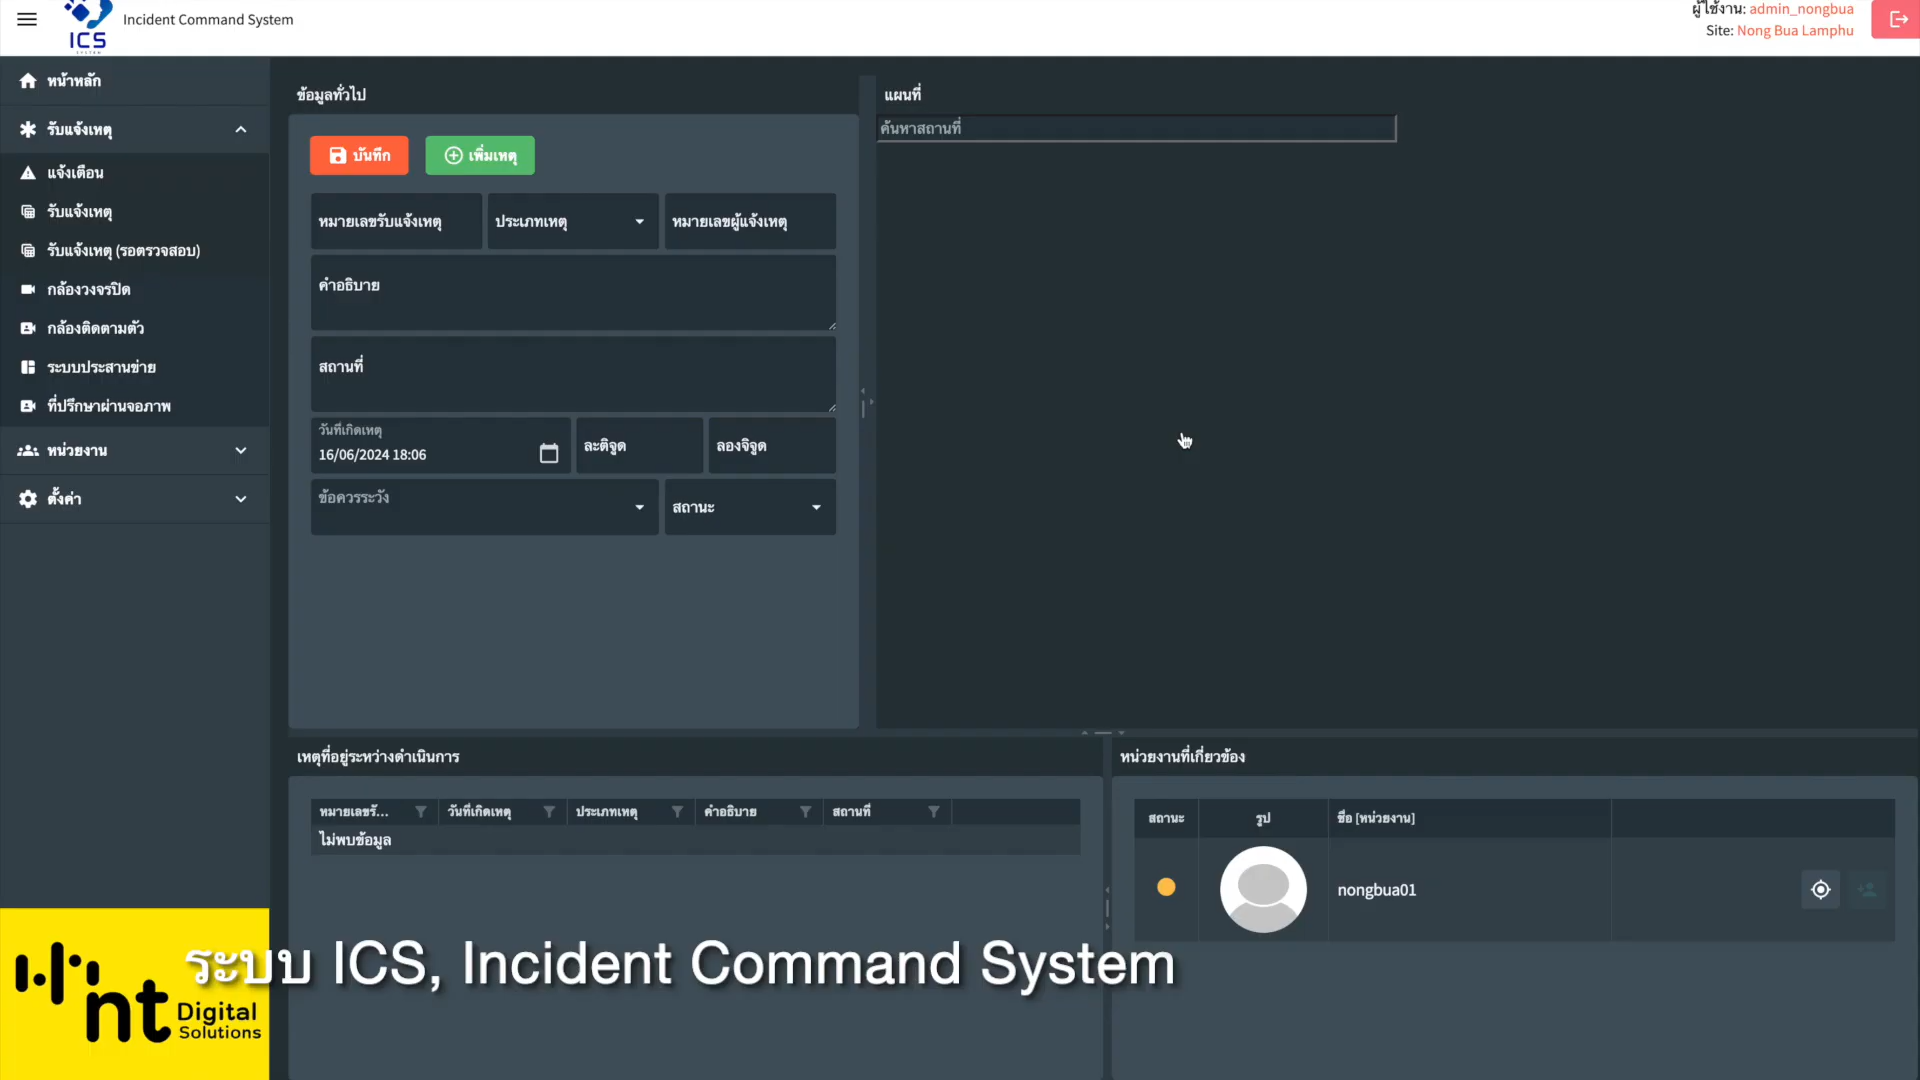 ICS
SYSTEM
Incident Command System
ผู้ใช้งาน: admin_nongbua
Site: Nong Bua Lamphu
หน้าหลัก
รับแจ้งเหตุ
แจ้งเตือน
รับแจ้งเหตุ
รับแจ้งเหตุ (รอตรวจสอบ)
กล้องวงจรปิด
กล้องติดตามตัว
ระบบประสานข่าย
ที่ปรึกษาผ่านจอภาพ
หน่วยงาน
ตั้งค่า
ข้อมูลทั่วไป
บันทึก
เพิ่มเหตุ
หมายเลขรับแจ้งเหตุ
ประเภทเหตุ
หมายเลขผู้แจ้งเหตุ
คำอธิบาย
สถานที่
วันที่เกิดเหตุ
16/06/2024 18:06
ละติจูด
ลองจิจูด
ข้อควรระวัง
สถานะ
แผนที่
ค้นหาสถานที่
เหตุที่อยู่ระหว่างดำเนินการ
หมายเลขรั... วันที่เกิดเหตุ ประเภทเหตุ คำอธิบาย สถานที่
ไม่พบข้อมูล
หน่วยงานที่เกี่ยวข้อง
สถานะ รูป ชื่อ [หน่วยงาน]
nongbua01
ระบบ ICS, Incident Command System
nt
Digital
Solutions